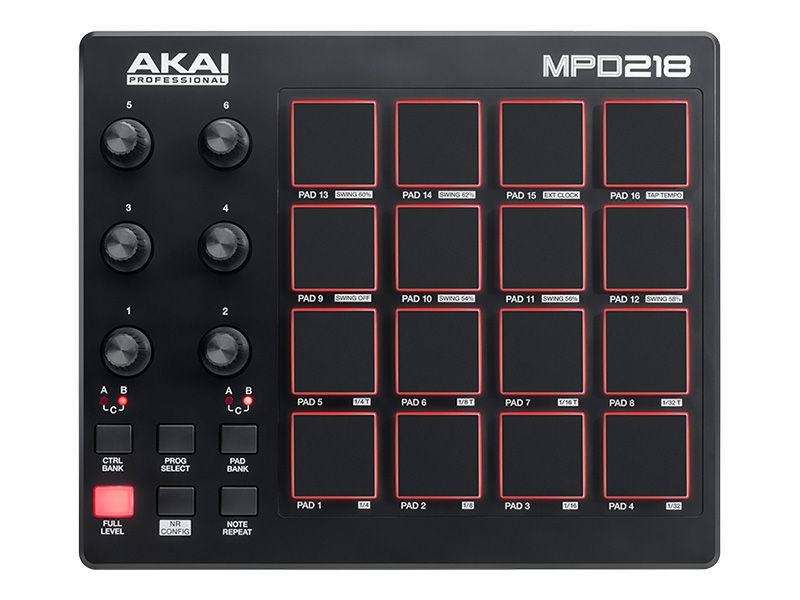 AKAI
PROFESSIONAL
MPD218
5 6
PAD 13 SWING 60% PAD 14 SWING 62% PAD 15 EXT CLOCK PAD 16 TAP TEMPO
3 4
PAD 9 SWING OFF PAD 10 SWING 54% PAD 11 SWING 56% PAD 12 SWING 58%
1 2
A B A B
C C
PAD 5 1/4 T PAD 6 1/8 T PAD 7 1/16 T PAD 8 1/32 T
CTRL
BANK
PROG
SELECT
PAD
BANK
PAD 1 1/4 PAD 2 1/8 PAD 3 1/16 PAD 4 1/32
FULL
LEVEL
NR
CONFIG
NOTE
REPEAT